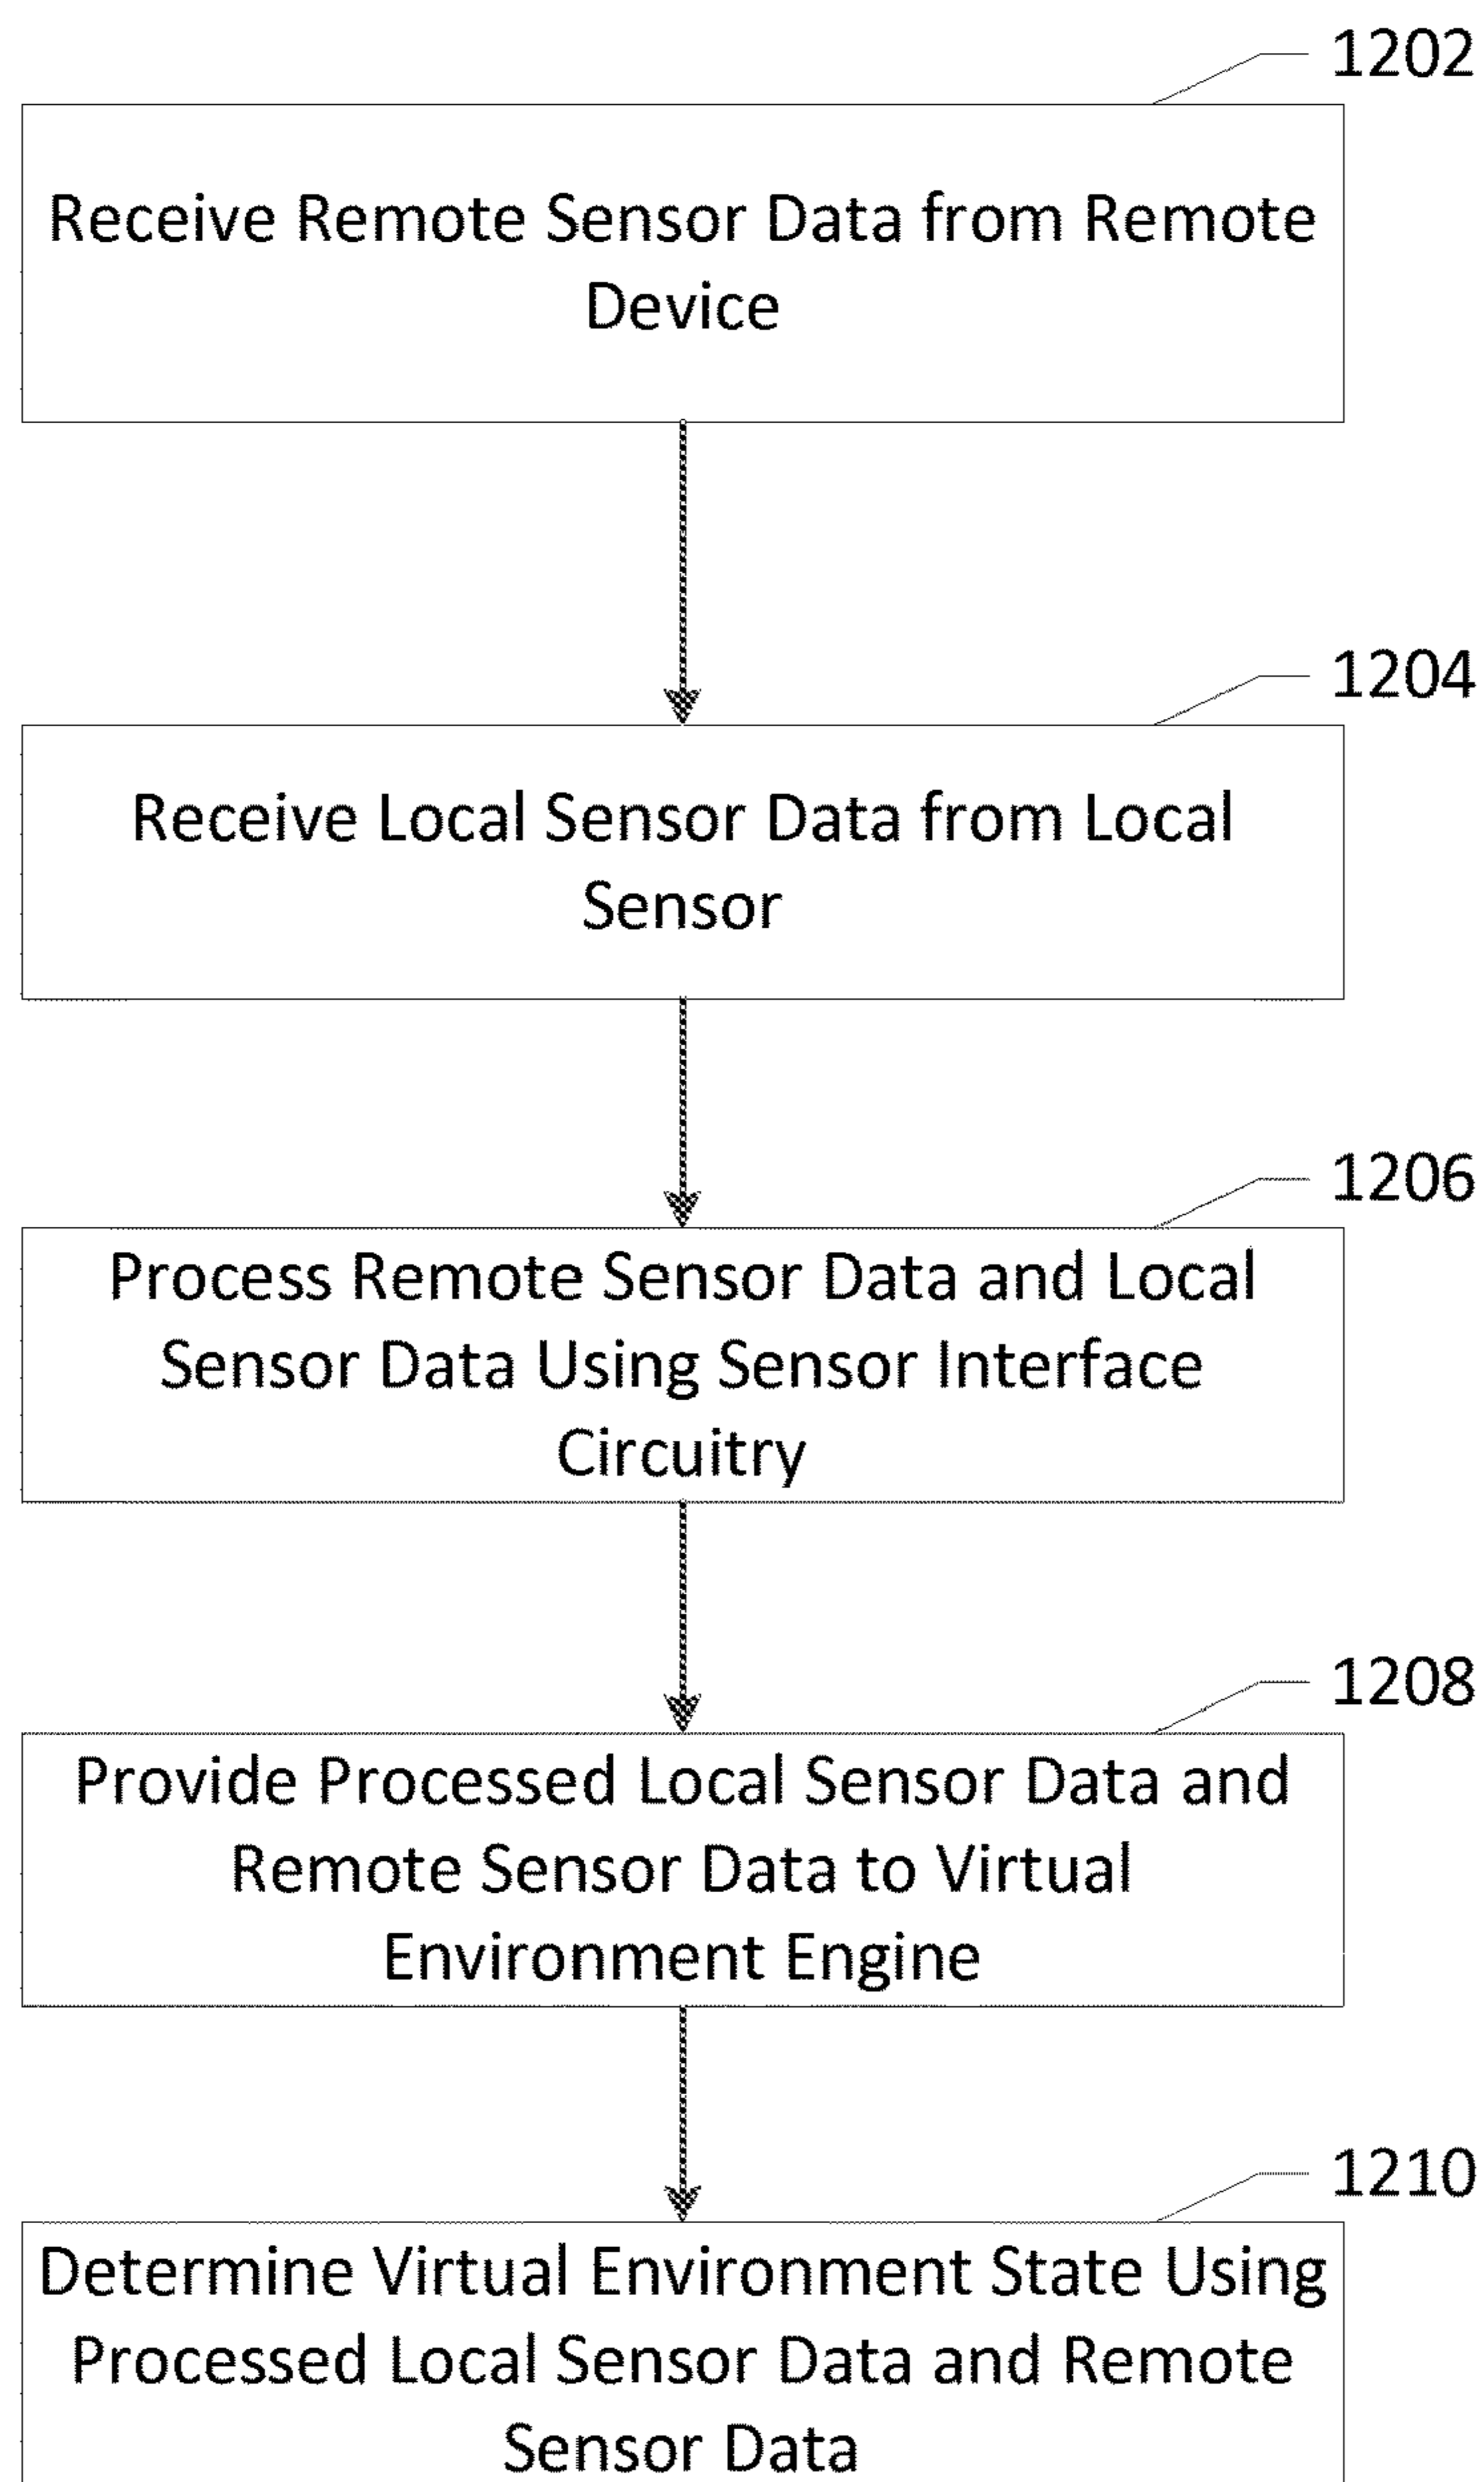 1202
Receive Remote Sensor Data from Remote
Device
1204
Receive Local Sensor Data from Local
Sensor
1206
Process Remote Sensor Data and Local
Sensor Data Using Sensor Interface
Circuitry
1208
Provide Processed Local Sensor Data and
Remote Sensor Data to Virtual
Environment Engine
1210
Determine Virtual Environment State Using
Processed Local Sensor Data and Remote
Sensor Data